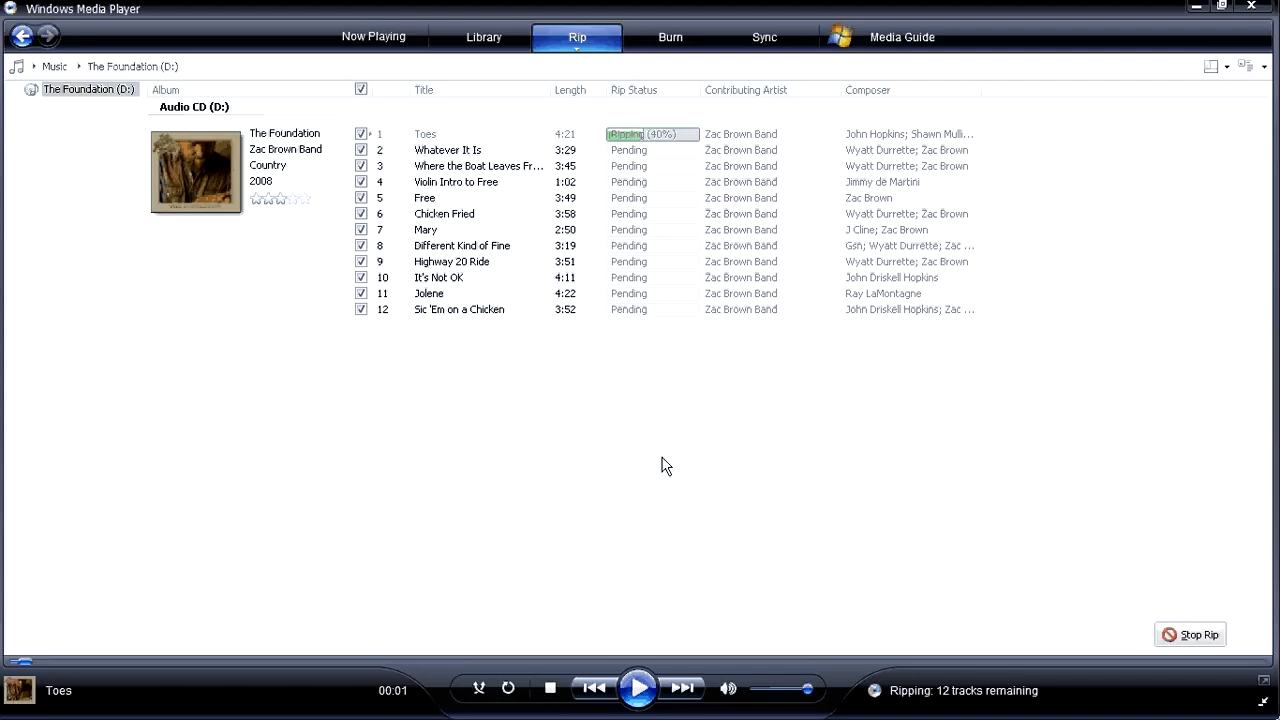 Windows Media Player
Now Playing Library Rip Burn Sync Media Guide
Music The Foundation (D:)
The Foundation (D:) Album Title Length Rip Status Contributing Artist Composer
Audio CD (D:)
The Foundation
Zac Brown Band
Country
2008
1 Toes 4:21 Ripping (40%) Zac Brown Band John Hopkins; Shawn Mulli...
2 Whatever It Is 3:29 Pending Zac Brown Band Wyatt Durrette; Zac Brown
3 Where the Boat Leaves Fr... 3:45 Pending Zac Brown Band Wyatt Durrette; Zac Brown
4 Violin Intro to Free 1:02 Pending Zac Brown Band Jimmy de Martini
5 Free 3:49 Pending Zac Brown Band Zac Brown
6 Chicken Fried 3:58 Pending Zac Brown Band Wyatt Durrette; Zac Brown
7 Mary 2:50 Pending Zac Brown Band J Cline; Zac Brown
8 Different Kind of Fine 3:19 Pending Zac Brown Band Gsn; Wyatt Durrette; Zac ...
9 Highway 20 Ride 3:51 Pending Zac Brown Band Wyatt Durrette; Zac Brown
10 It's Not OK 4:11 Pending Zac Brown Band John Driskell Hopkins
11 Jolene 4:22 Pending Zac Brown Band Ray LaMontagne
12 Sic 'Em on a Chicken 3:52 Pending Zac Brown Band John Driskell Hopkins; Zac ...
Stop Rip
Toes 00:01 Ripping: 12 tracks remaining